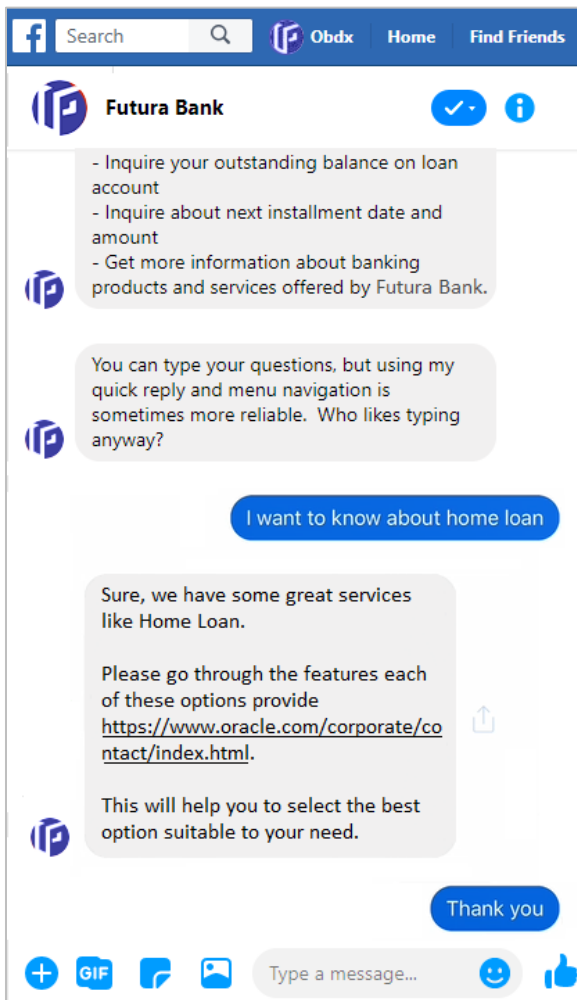 f Search Obdx Home Find Friends
Futura Bank
- Inquire your outstanding balance on loan
account
- Inquire about next installment date and
amount
- Get more information about banking
products and services offered by Futura Bank.
You can type your questions, but using my
quick reply and menu navigation is
sometimes more reliable.  Who likes typing
anyway?
I want to know about home loan
Sure, we have some great services
like Home Loan.
Please go through the features each
of these options provide
https://www.oracle.com/corporate/co
ntact/index.html.
This will help you to select the best
option suitable to your need.
Thank you
GIF Type a message...